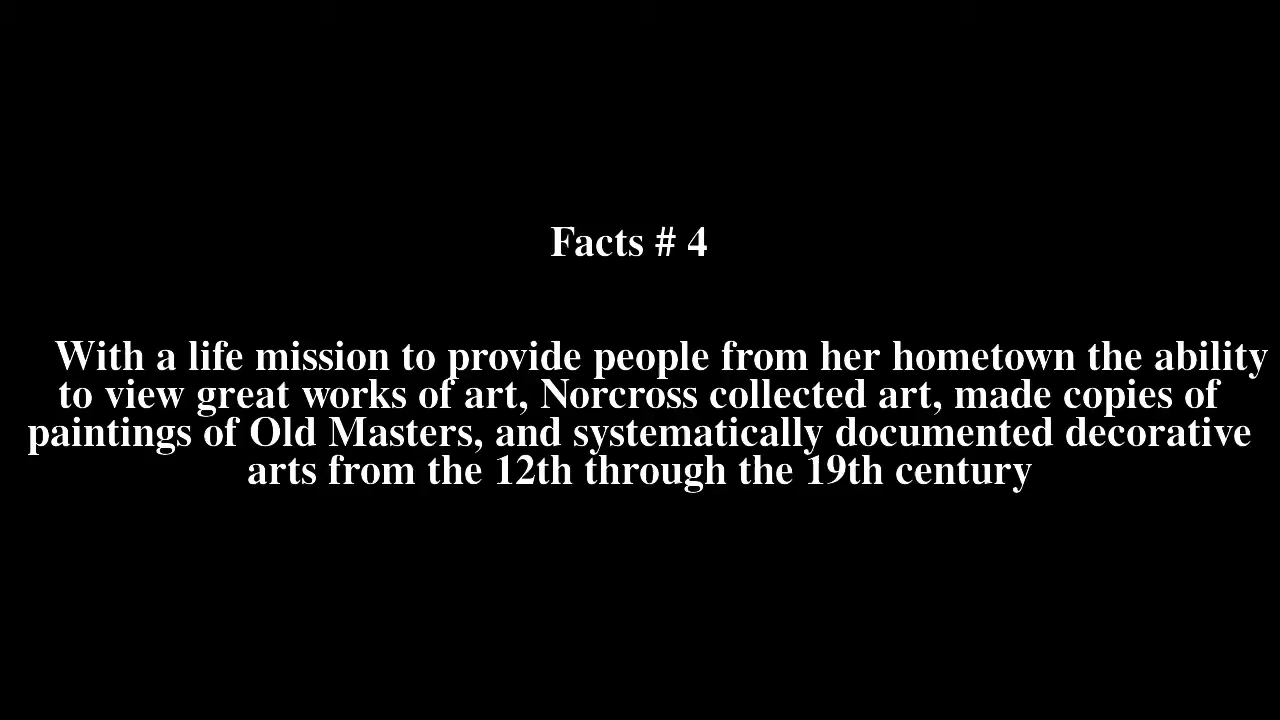 Facts # 4
With a life mission to provide people from her hometown the ability
to view great works of art, Norcross collected art, made copies of
paintings of Old Masters, and systematically documented decorative
arts from the 12th through the 19th century